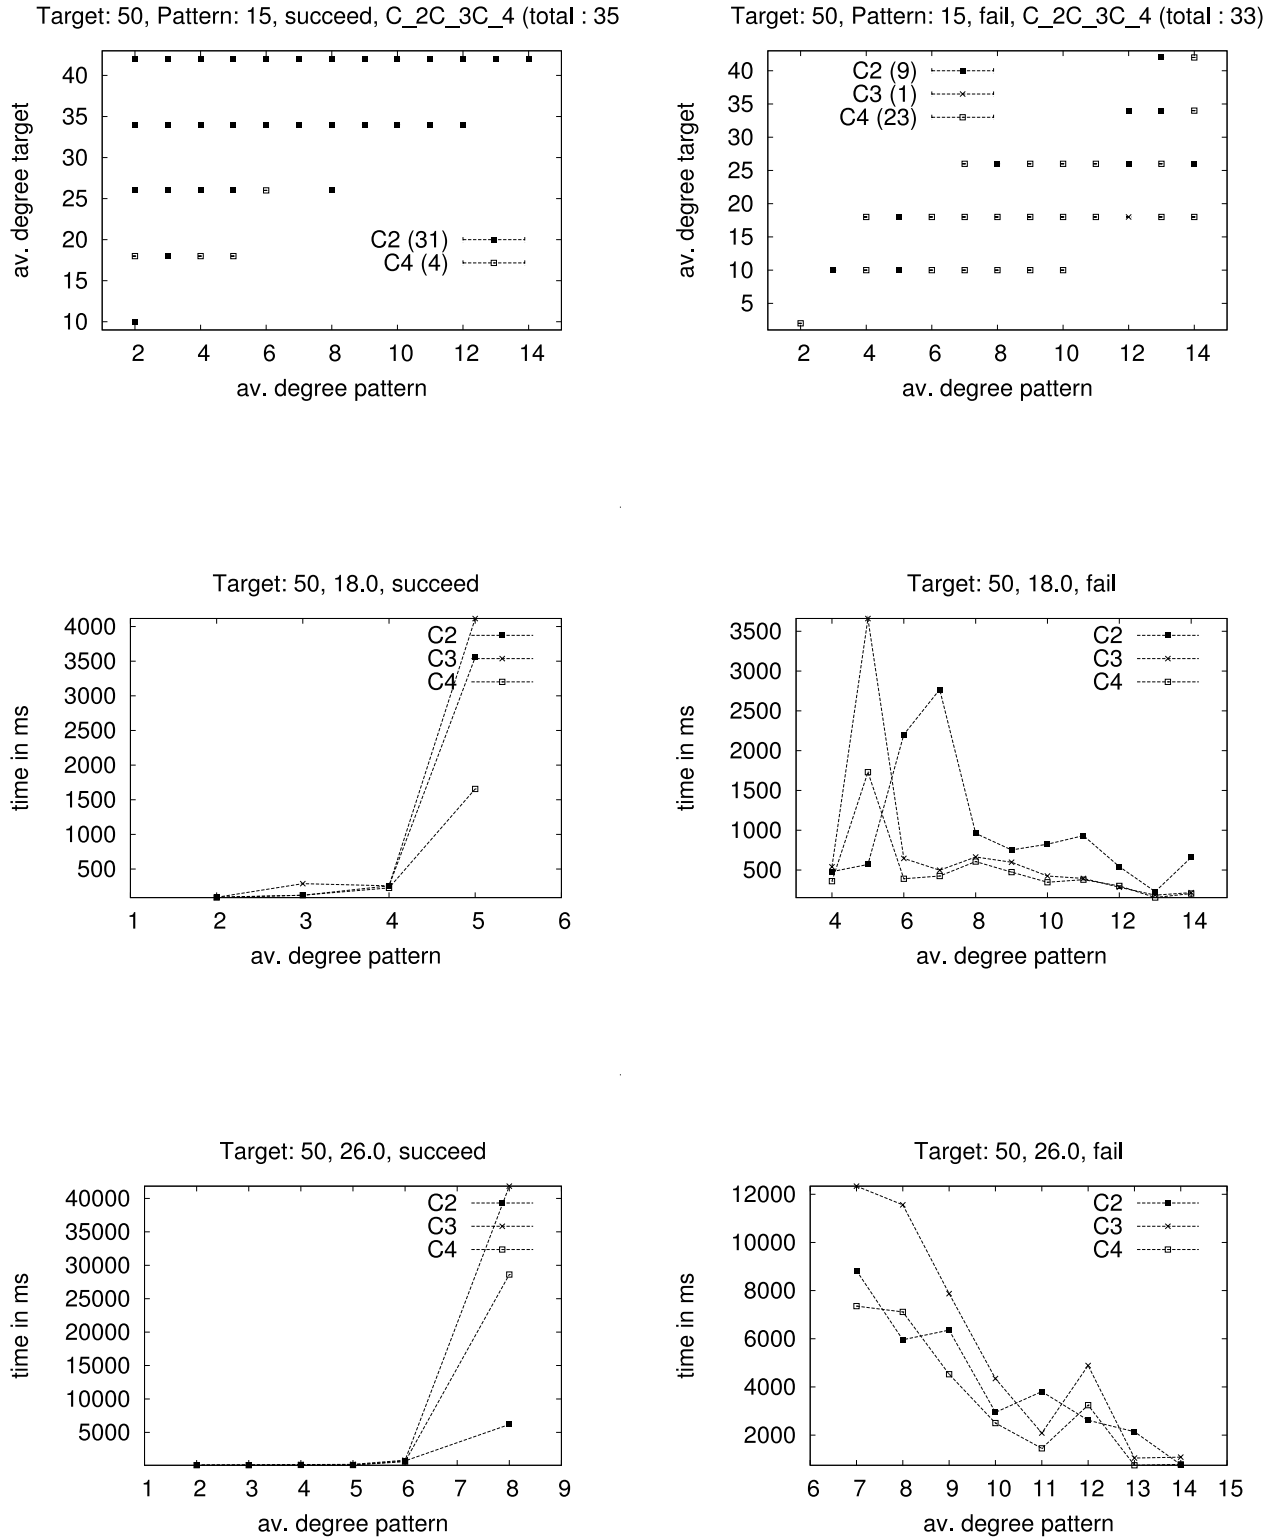 Target: 50, Pattern: 15, succeed, C_2C_3C_4 (total : 35
40
35
30
25
20
15
10
av. degree target
C2 (31)
C4 (4)
2 4 6 8 10 12 14
av. degree pattern
Target: 50, Pattern: 15, fail, C_2C_3C_4 (total : 33)
40
35
30
25
20
15
10
5
av. degree target
C2 (9)
C3 (1)
C4 (23)
2 4 6 8 10 12 14
av. degree pattern
Target: 50, 18.0, succeed
4000
3500
3000
2500
2000
1500
1000
500
time in ms
C2
C3
C4
1 2 3 4 5 6
av. degree pattern
Target: 50, 18.0, fail
3500
3000
2500
2000
1500
1000
500
time in ms
C2
C3
C4
4 6 8 10 12 14
av. degree pattern
Target: 50, 26.0, succeed
40000
35000
30000
25000
20000
15000
10000
5000
time in ms
C2
C3
C4
1 2 3 4 5 6 7 8 9
av. degree pattern
Target: 50, 26.0, fail
12000
10000
8000
6000
4000
2000
time in ms
C2
C3
C4
6 7 8 9 10 11 12 13 14 15
av. degree pattern